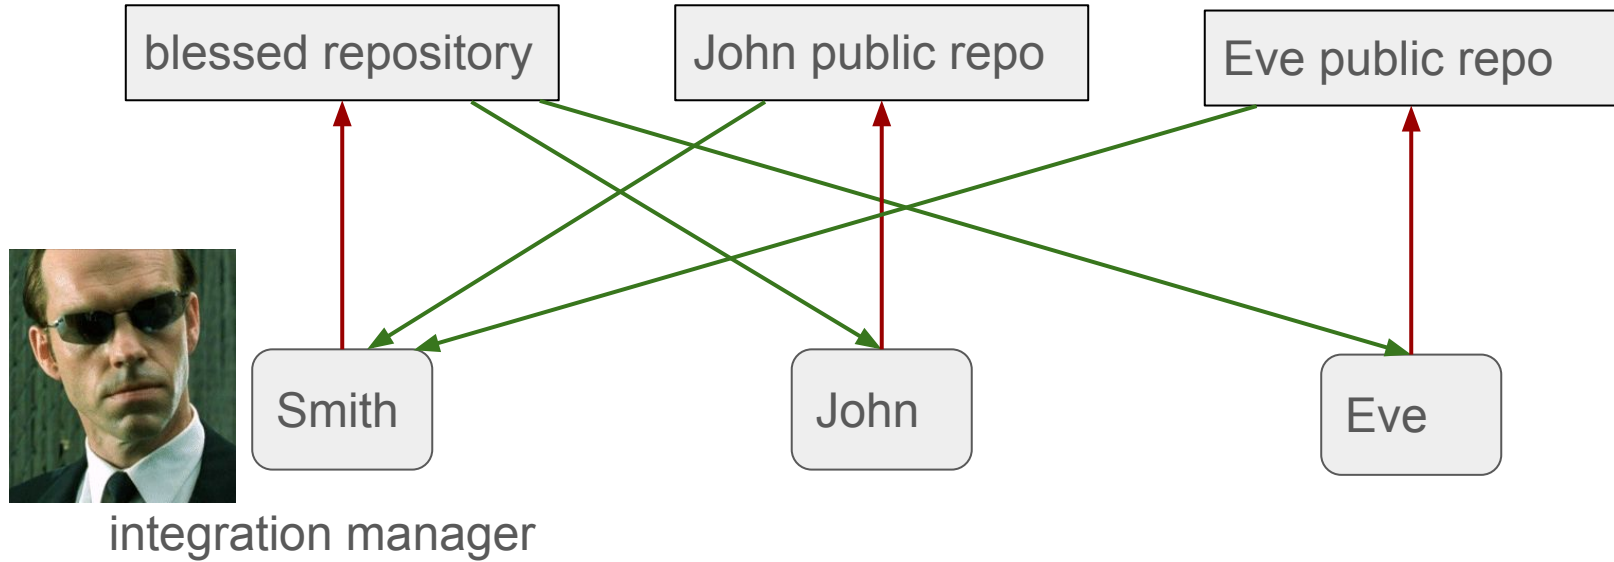 blessed repository
John public repo
Eve public repo
Smith
John
Eve
integration manager